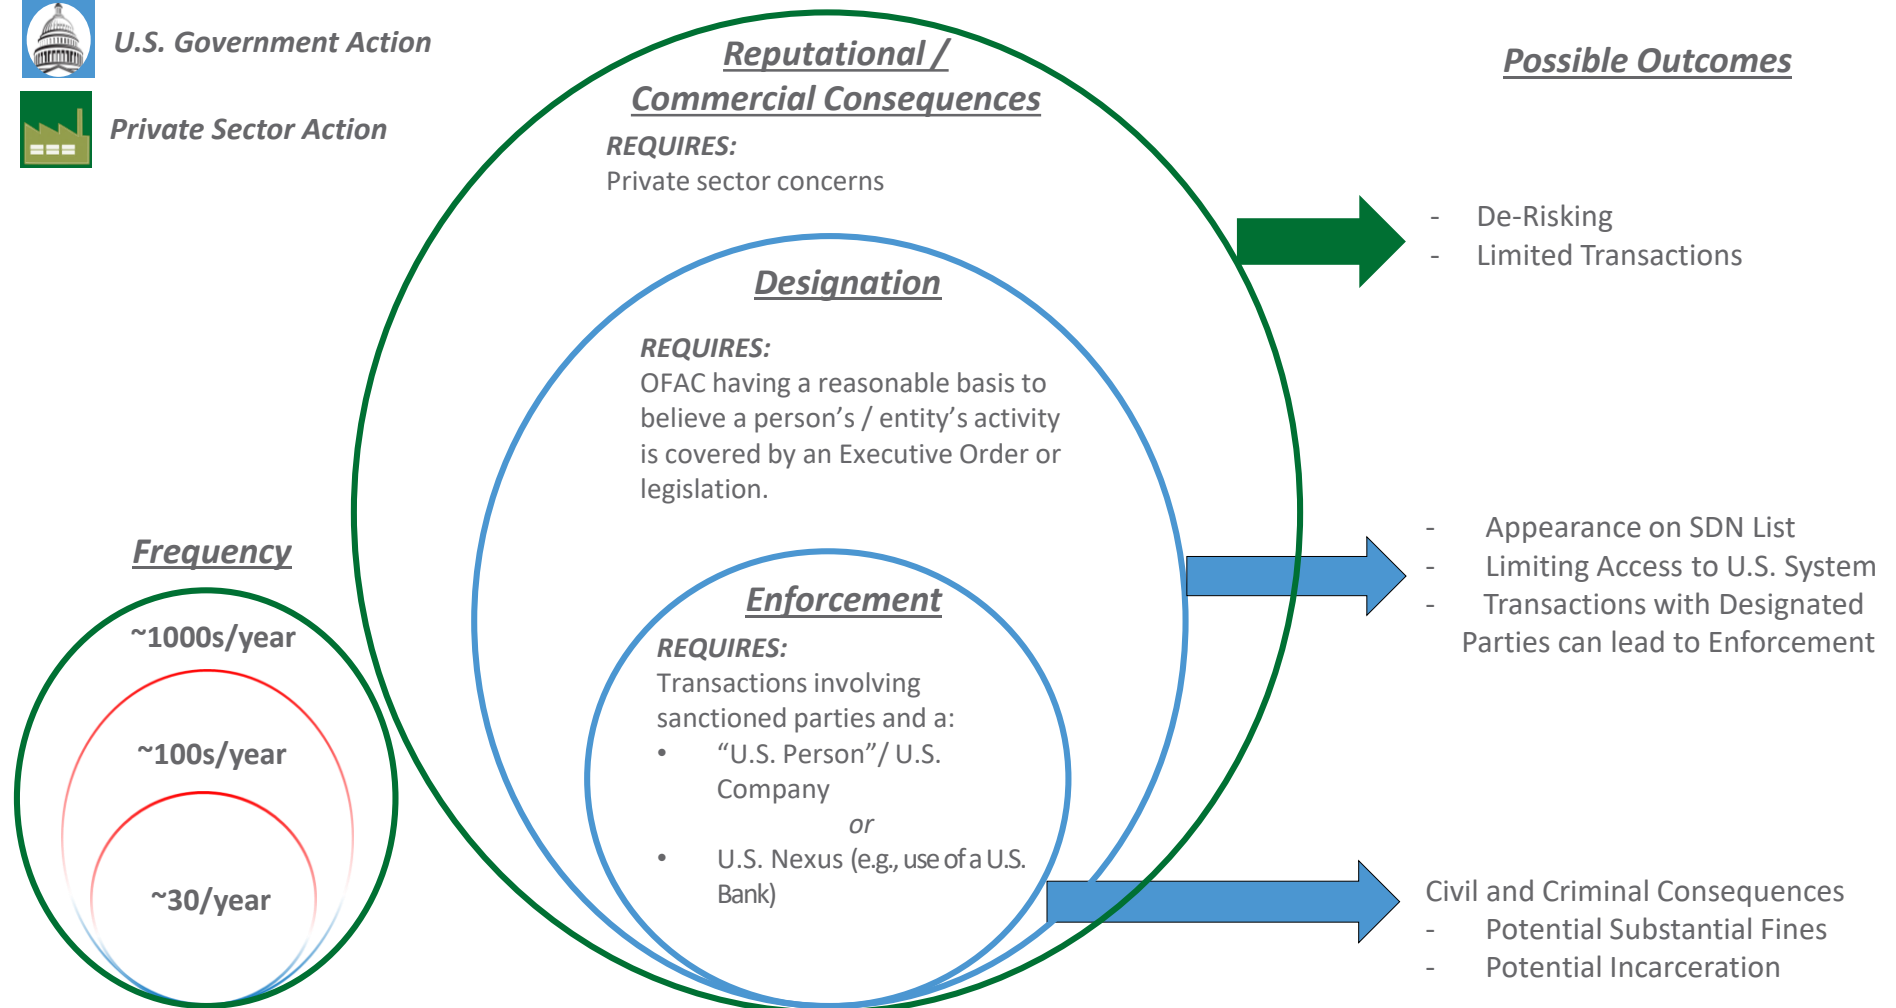 U.S. Government Action
Private Sector Action
Reputational /
Commercial Consequences
REQUIRES:
Private sector concerns
Designation
REQUIRES:
OFAC having a reasonable basis to
believe a person’s / entity’s activity
is covered by an Executive Order or
legislation.
Enforcement
REQUIRES:
Transactions involving
sanctioned parties and a:
• “U.S. Person”/ U.S.
Company
or
• U.S. Nexus (e.g., use of a U.S.
Bank)
Frequency
~1000s/year
~100s/year
~30/year
Possible Outcomes
- De-Risking
- Limited Transactions
- Appearance on SDN List
- Limiting Access to U.S. System
- Transactions with Designated
Parties can lead to Enforcement
Civil and Criminal Consequences
- Potential Substantial Fines
- Potential Incarceration